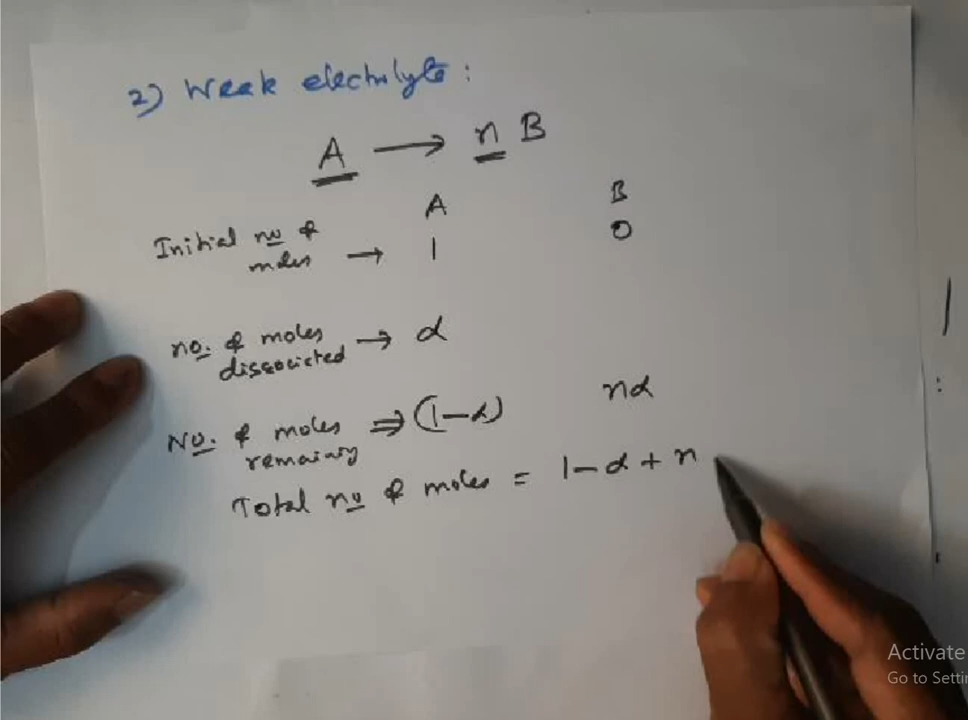 2) Weak electrolyte :
A → n B
A B
Initial no of moles → 1 0
no. of moles dissociated → α
No. of moles remaining ⇒ (1-α) nα
Total no of moles = 1-α+n
Activate
Go to Settin